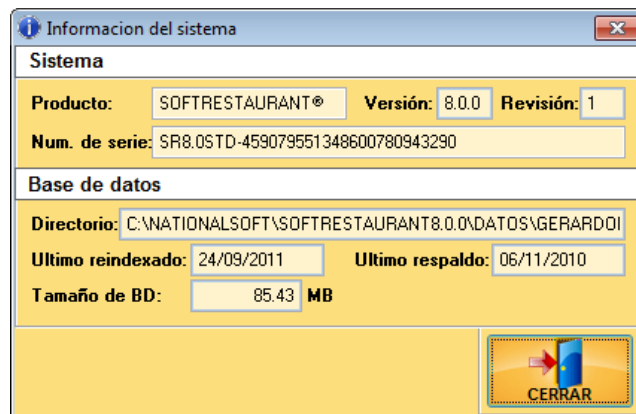 Informacion del sistema
Sistema
Producto: SOFTRESTAURANT® Versión: 8.0.0 Revisión: 1
Num. de serie: SR8.0STD-459079551348600780943290
Base de datos
Directorio: C:\NATIONALSOFT\SOFTRESTAURANT8.0.0\DATOS\GERARDOI
Ultimo reindexado: 24/09/2011 Ultimo respaldo: 06/11/2010
Tamaño de BD: 85.43 MB
CERRAR